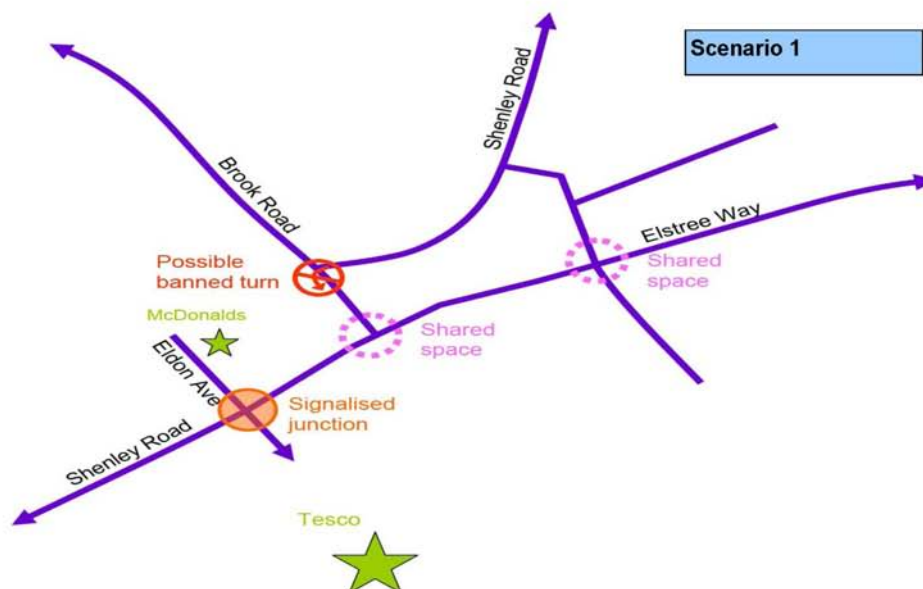 Scenario 1
Shenley Road
Brook Road
Elstree Way
Possible
banned turn
Shared
space
McDonalds
Shared
space
Eldon Ave
Signalised
junction
Shenley Road
Tesco